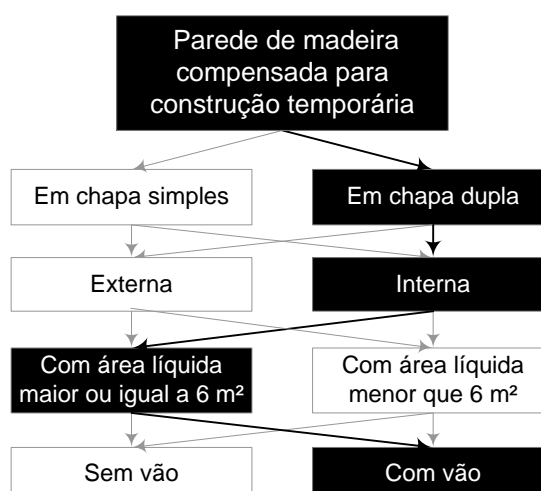 Parede de madeira
compensada para
construção temporária
Em chapa simples
Em chapa dupla
Externa
Interna
Com área líquida
maior ou igual a 6 m²
Com área líquida
menor que 6 m²
Sem vão
Com vão